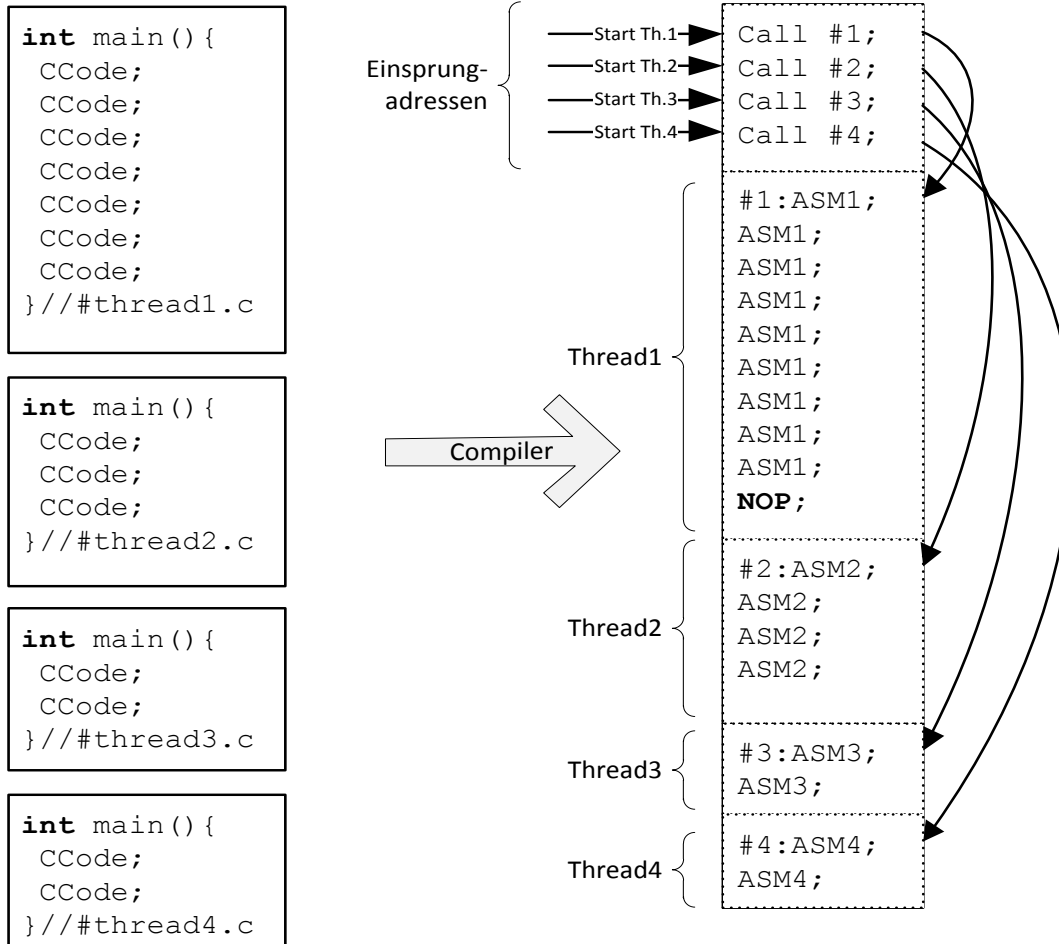 int main(){
CCode;
CCode;
CCode;
CCode;
CCode;
CCode;
CCode;
}//#thread1.c
int main(){
CCode;
CCode;
CCode;
}//#thread2.c
int main(){
CCode;
CCode;
}//#thread3.c
int main(){
CCode;
CCode;
}//#thread4.c
Compiler
Einsprung-
adressen
Start Th.1
Start Th.2
Start Th.3
Start Th.4
Call #1;
Call #2;
Call #3;
Call #4;
Thread1
#1:ASM1;
ASM1;
ASM1;
ASM1;
ASM1;
ASM1;
ASM1;
ASM1;
ASM1;
NOP;
Thread2
#2:ASM2;
ASM2;
ASM2;
ASM2;
Thread3
#3:ASM3;
ASM3;
Thread4
#4:ASM4;
ASM4;